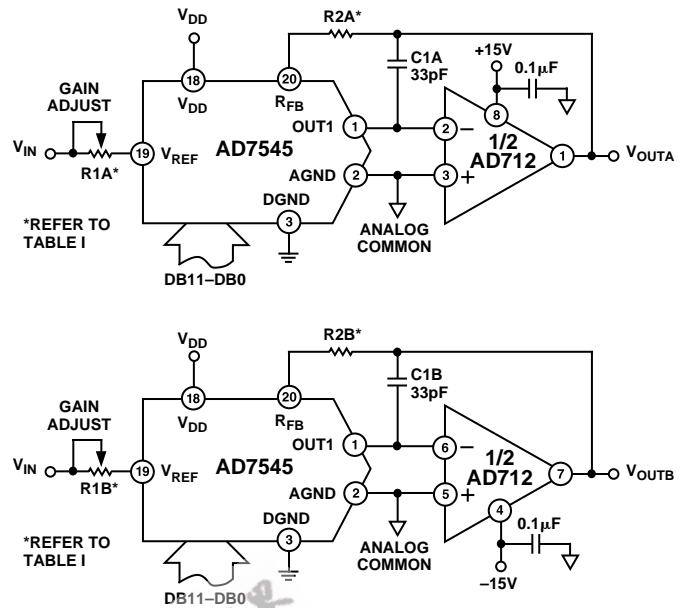 V_DD
R2A*
C1A
33pF
+15V
0.1µF
GAIN
ADJUST
18
V_DD
20
R_FB
OUT1
1
2
−
8
1/2
AD712
1
V_OUTA
V_IN
R1A*
19
V_REF
AD7545
AGND
2
3
+
DGND
3
ANALOG
COMMON
*REFER TO
TABLE I
DB11–DB0
V_DD
R2B*
C1B
33pF
GAIN
ADJUST
18
V_DD
20
R_FB
OUT1
1
6
−
1/2
AD712
7
V_OUTB
V_IN
R1B*
19
V_REF
AD7545
AGND
2
5
+
4
0.1µF
DGND
3
ANALOG
COMMON
–15V
*REFER TO
TABLE I
DB11–DB0